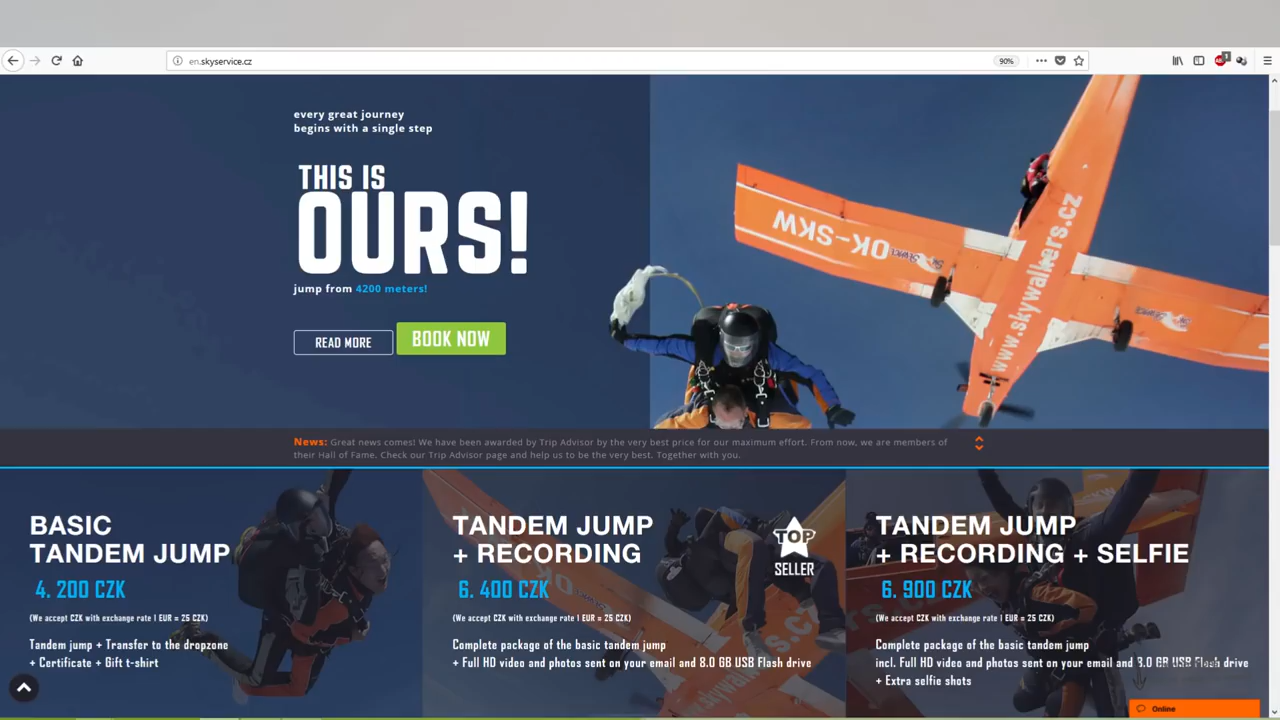 en.skyservice.cz
90%
every great journey
begins with a single step
THIS IS
OURS!
jump from 4200 meters!
READ MORE
BOOK NOW
OK-SKW
www.skywalkers.cz
News: Great news comes! We have been awarded by Trip Advisor by the very best price for our maximum effort. From now, we are members of
their Hall of Fame. Check our Trip Advisor page and help us to be the very best. Together with you.
BASIC
TANDEM JUMP
4. 200 CZK
(We accept CZK with exchange rate 1 EUR = 25 CZK)
Tandem jump + Transfer to the dropzone
+ Certificate + Gift t-shirt
TANDEM JUMP
+ RECORDING
TOP
SELLER
6. 400 CZK
(We accept CZK with exchange rate 1 EUR = 25 CZK)
Complete package of the basic tandem jump
+ Full HD video and photos sent on your email and 8.0 GB USB Flash drive
TANDEM JUMP
+ RECORDING + SELFIE
6. 900 CZK
(We accept CZK with exchange rate 1 EUR = 25 CZK)
Complete package of the basic tandem jump
incl. Full HD video and photos sent on your email and 8.0 GB USB Flash drive
+ Extra selfie shots
Online